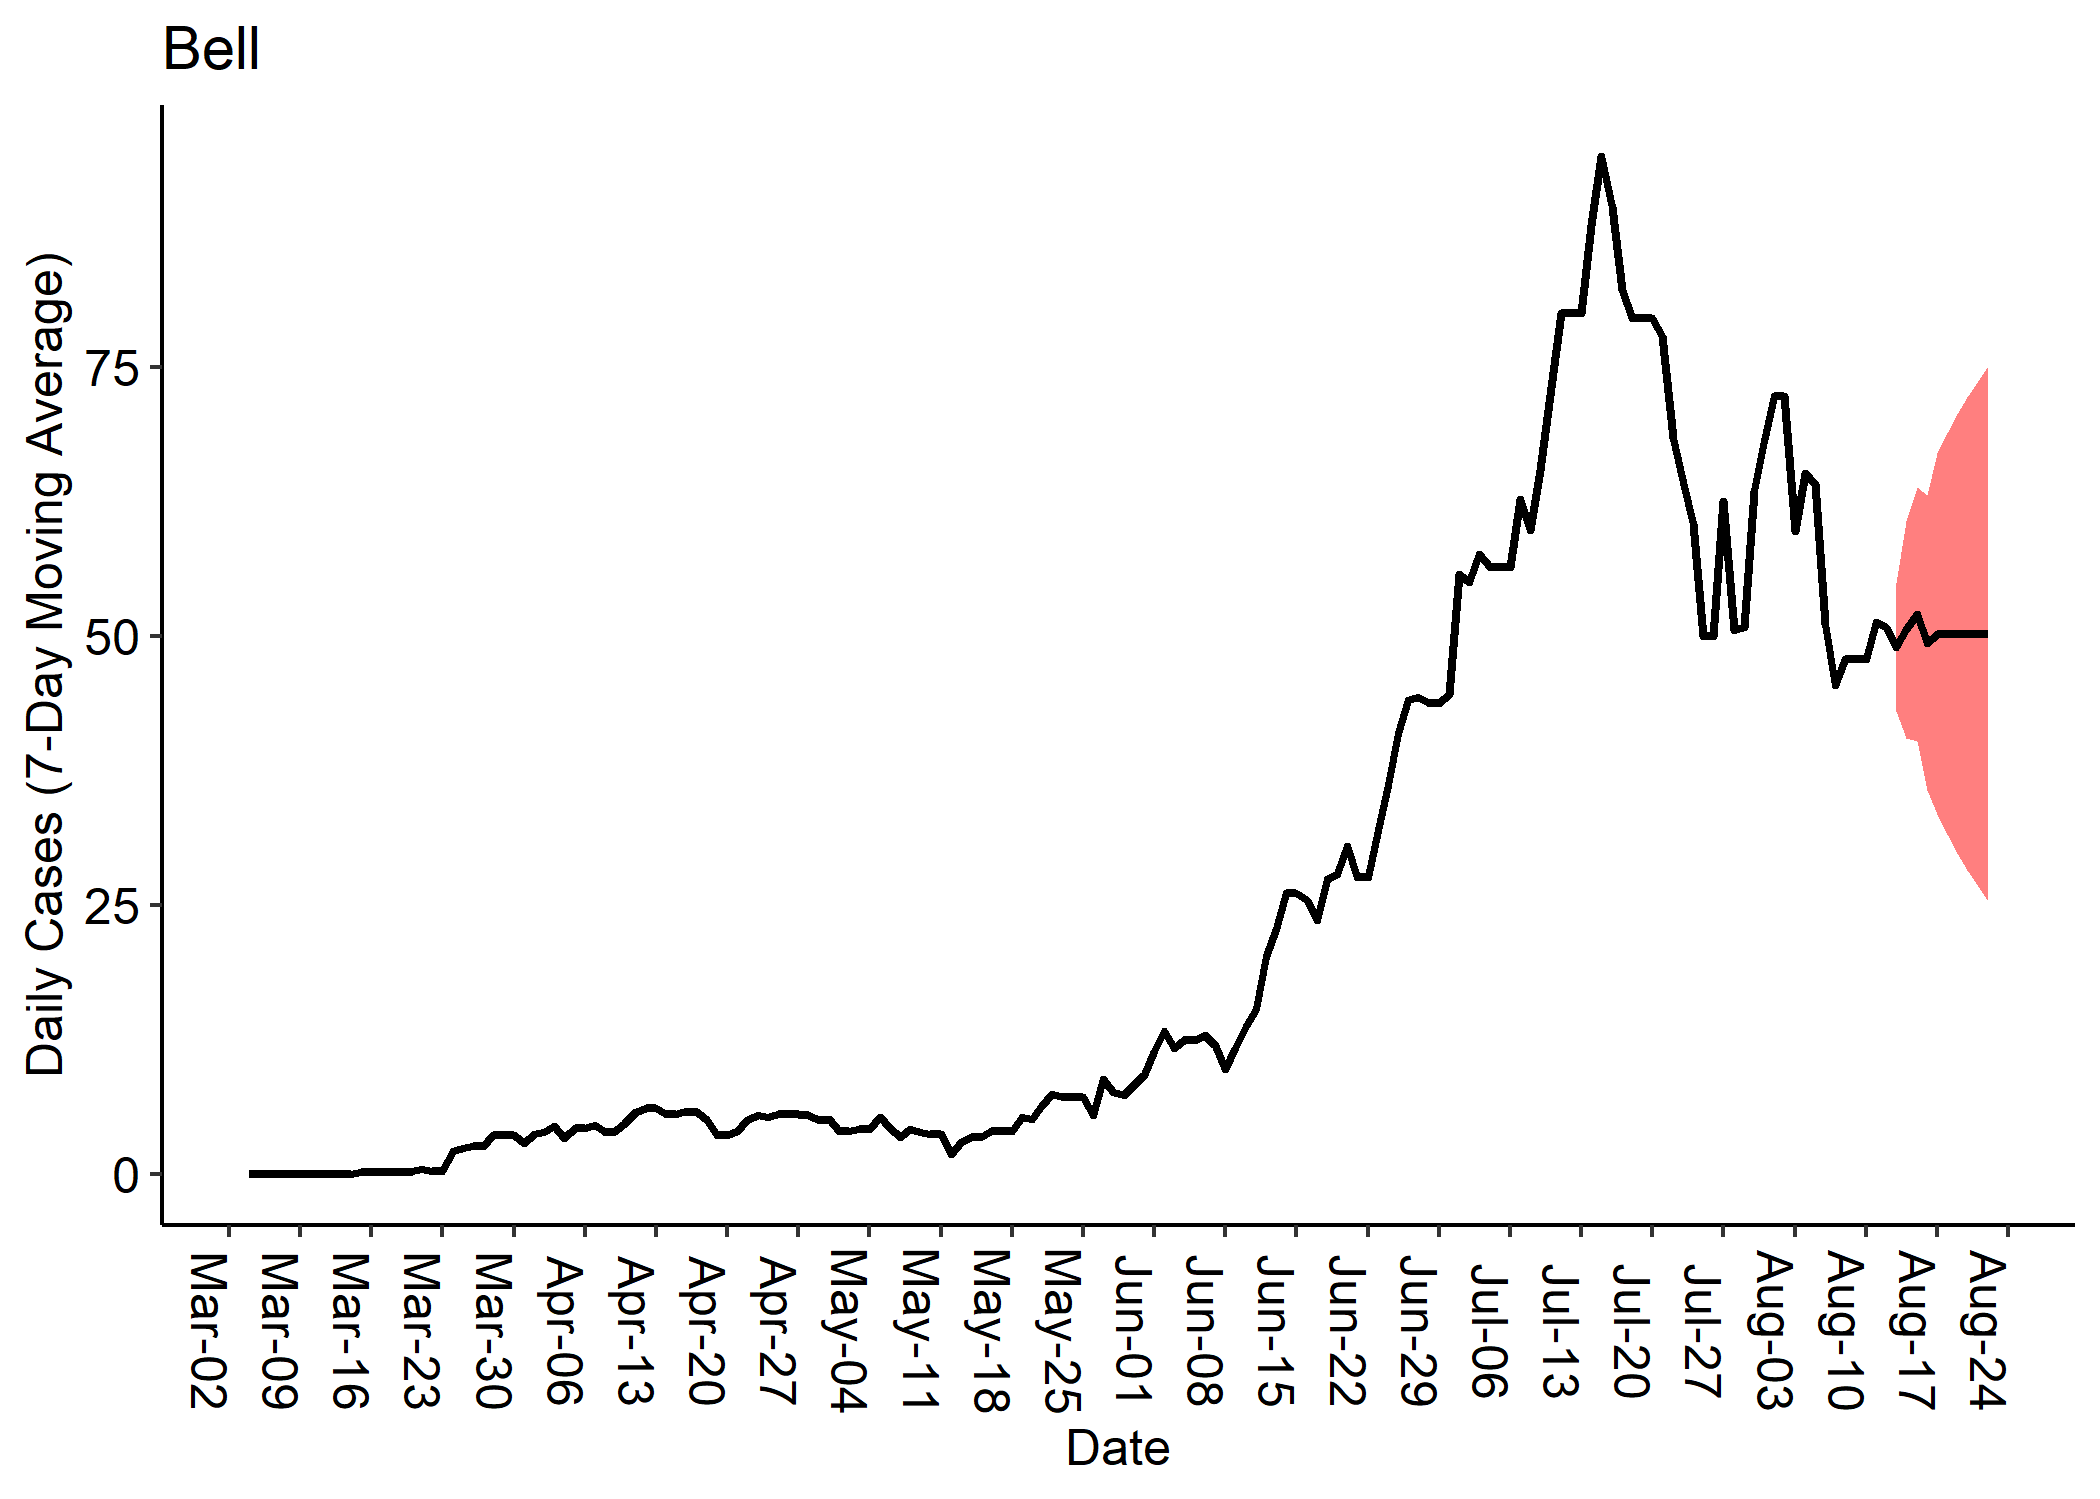 Bell
Daily Cases (7-Day Moving Average)
75
50
25
0
Mar-02
Mar-09
Mar-16
Mar-23
Mar-30
Apr-06
Apr-13
Apr-20
Apr-27
May-04
May-11
May-18
May-25
Jun-01
Jun-08
Jun-15
Jun-22
Jun-29
Jul-06
Jul-13
Jul-20
Jul-27
Aug-03
Aug-10
Aug-17
Aug-24
Date